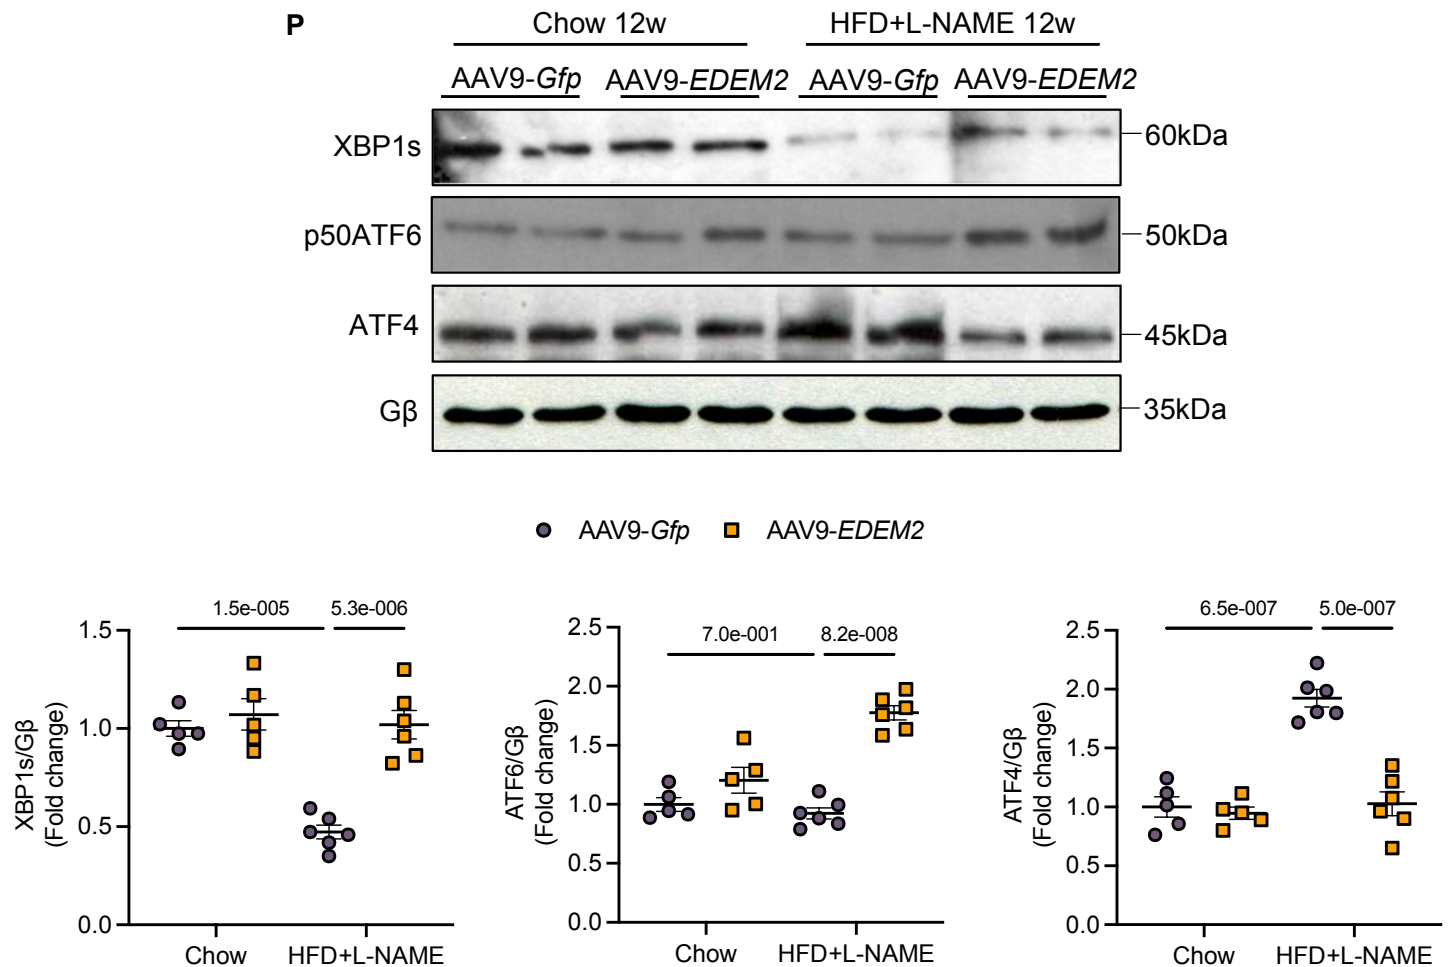 P
Chow 12w
HFD+L-NAME 12w
AAV9-Gfp
AAV9-EDEM2
AAV9-Gfp
AAV9-EDEM2
XBP1s
60kDa
p50ATF6
50kDa
ATF4
45kDa
Gβ
35kDa
AAV9-Gfp
AAV9-EDEM2
XBP1s/Gβ
(Fold change)
1.5
1.0
0.5
0.0
1.5e-005
5.3e-006
Chow
HFD+L-NAME
ATF6/Gβ
(Fold change)
2.5
2.0
1.5
1.0
0.5
0.0
7.0e-001
8.2e-008
Chow
HFD+L-NAME
ATF4/Gβ
(Fold change)
2.5
2.0
1.5
1.0
0.5
0.0
6.5e-007
5.0e-007
Chow
HFD+L-NAME